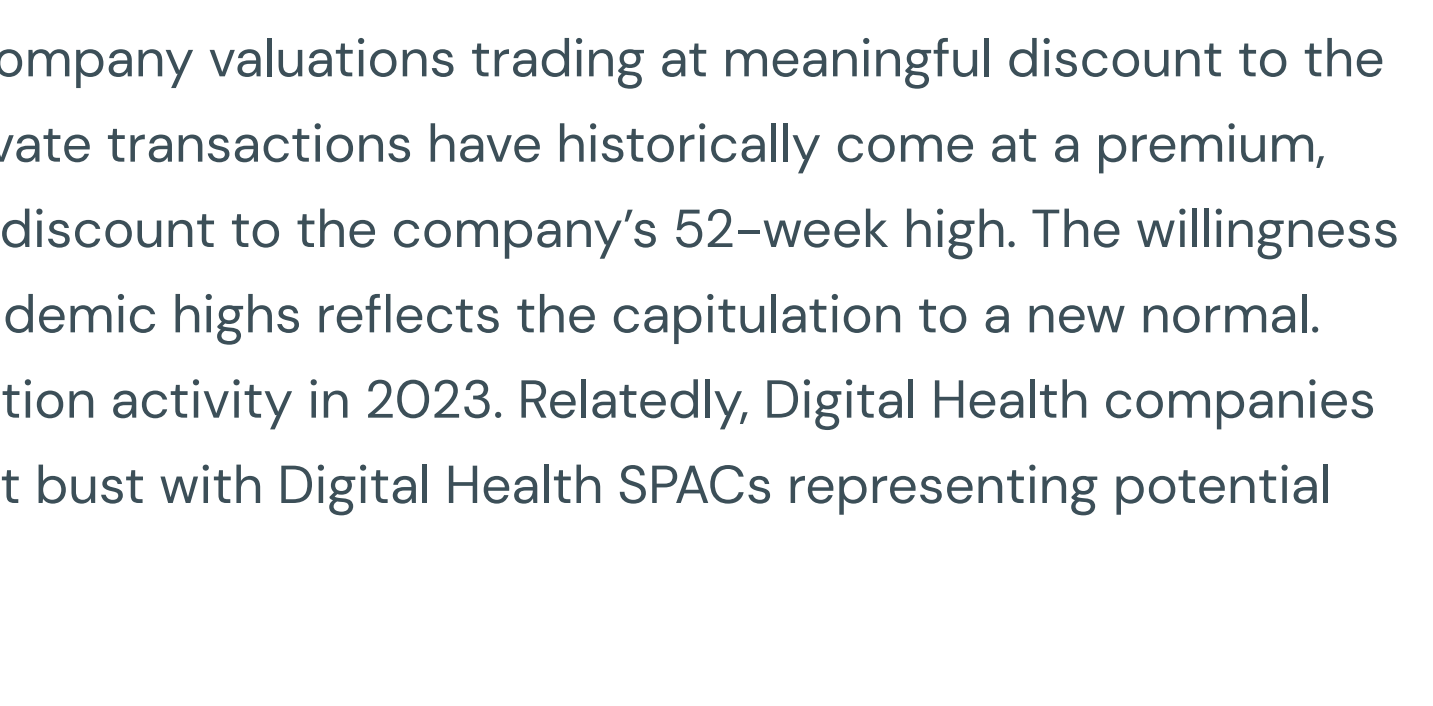 ompany valuations trading at meaningful discount to the
vate transactions have historically come at a premium,
discount to the company’s 52–week high. The willingness
demic highs reflects the capitulation to a new normal.
tion activity in 2023. Relatedly, Digital Health companies
t bust with Digital Health SPACs representing potential